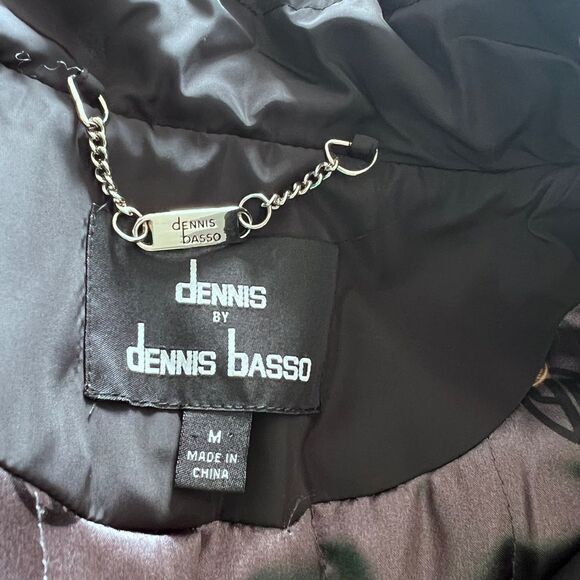 dENNIS
bASSO
dENNIS
BY
dENNIS bASSO
M
MADE IN
CHINA